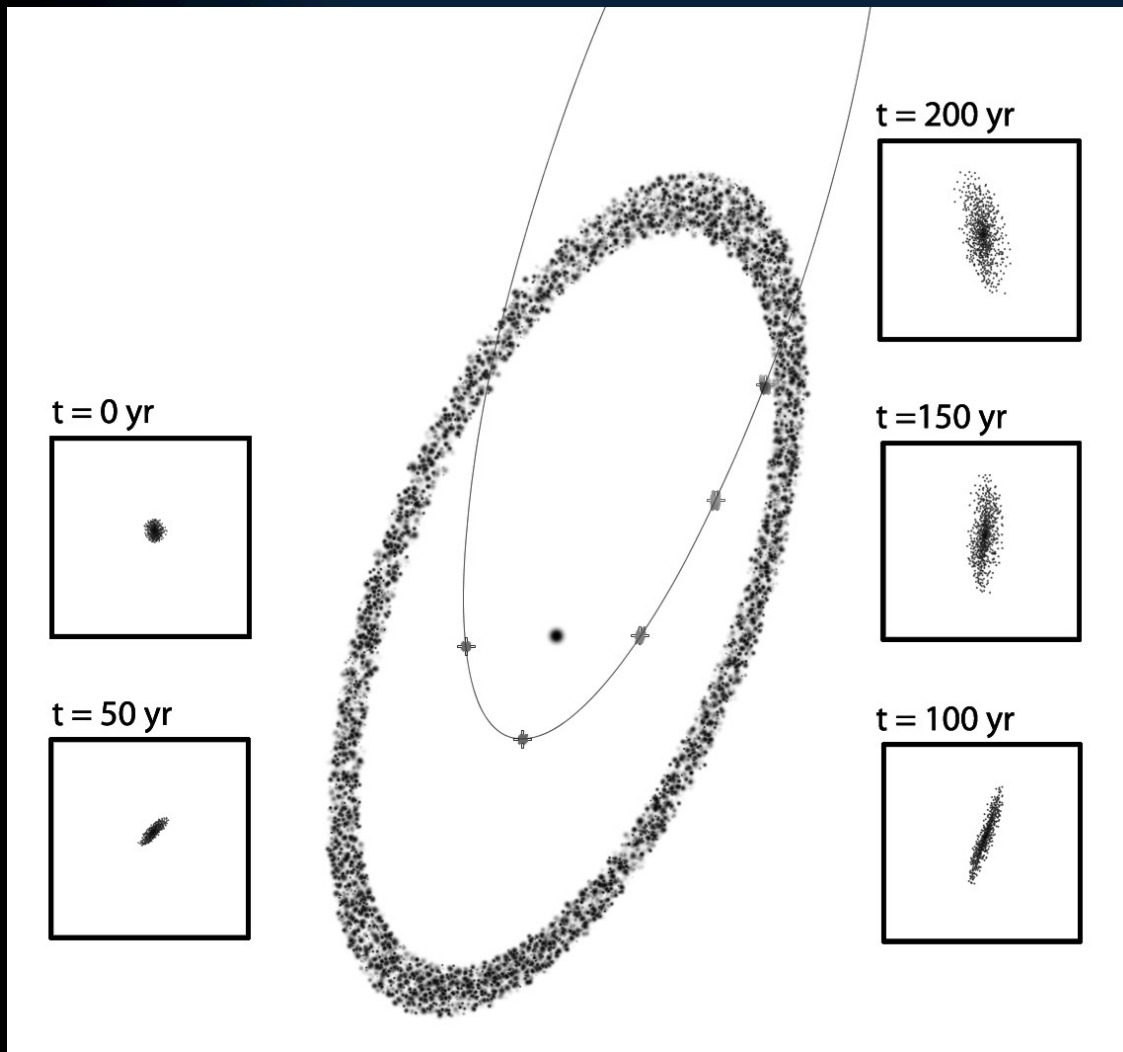 t = 200 yr
t = 0 yr
t =150 yr
t = 50 yr
t = 100 yr